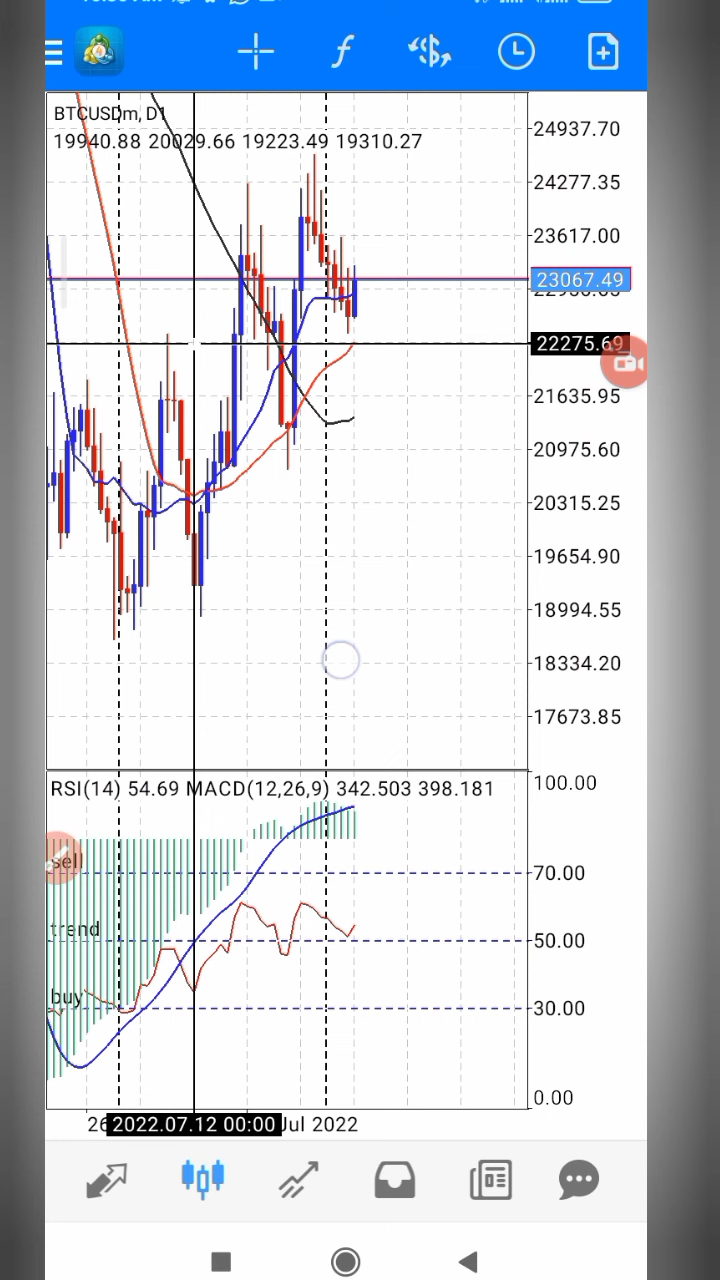 BTCUSDm, D1
19940.88 20029.66 19223.49 19310.27
24937.70
24277.35
23617.00
23067.49
22275.69
21635.95
20975.60
20315.25
19654.90
18994.55
18334.20
17673.85
RSI(14) 54.69 MACD(12,26,9) 342.503 398.181
100.00
sell
70.00
trend
50.00
buy
30.00
0.00
26 2022.07.12 00:00 Jul 2022